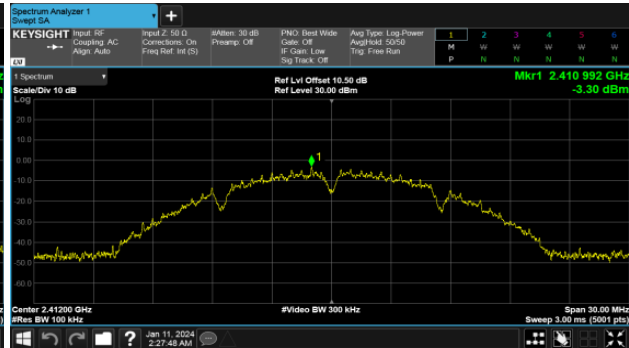 Spectrum Analyzer 1
Swept SA
KEYSIGHT
Input: RF
Coupling: AC
Align: Auto
Input Z: 50 Ω
Corrections: On
Freq Ref: Int (S)
#Atten: 30 dB
Preamp: Off
PNO: Best Wide
Gate: Off
IF Gain: Low
Sig Track: Off
Avg Type: Log-Power
Avg|Hold: 50/50
Trig: Free Run
1 2 3 4 5 6
M W W W W W
P N N N N N
LXI
1 Spectrum
Scale/Div 10 dB
Ref Lvl Offset 10.50 dB
Ref Level 30.00 dBm
Mkr1 2.410 992 GHz
-3.30 dBm
Log
20.0
10.0
0.00
1
-10.0
-20.0
-30.0
-40.0
-50.0
-60.0
Center 2.41200 GHz
#Res BW 100 kHz
#Video BW 300 kHz
Span 30.00 MHz
Sweep 3.00 ms (5001 pts)
Jan 11, 2024
2:27:48 AM